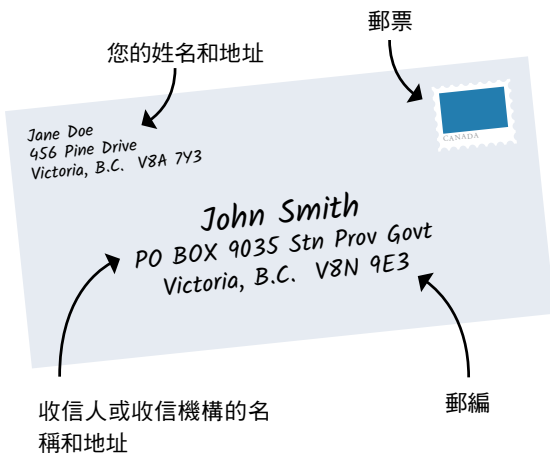 郵票
您的姓名和地址
Jane Doe
456 Pine Drive
Victoria, B.C. V8A 7Y3
CANADA
John Smith
PO BOX 9035 Stn Prov Govt
Victoria, B.C. V8N 9E3
郵編
收信人或收信機構的名
稱和地址